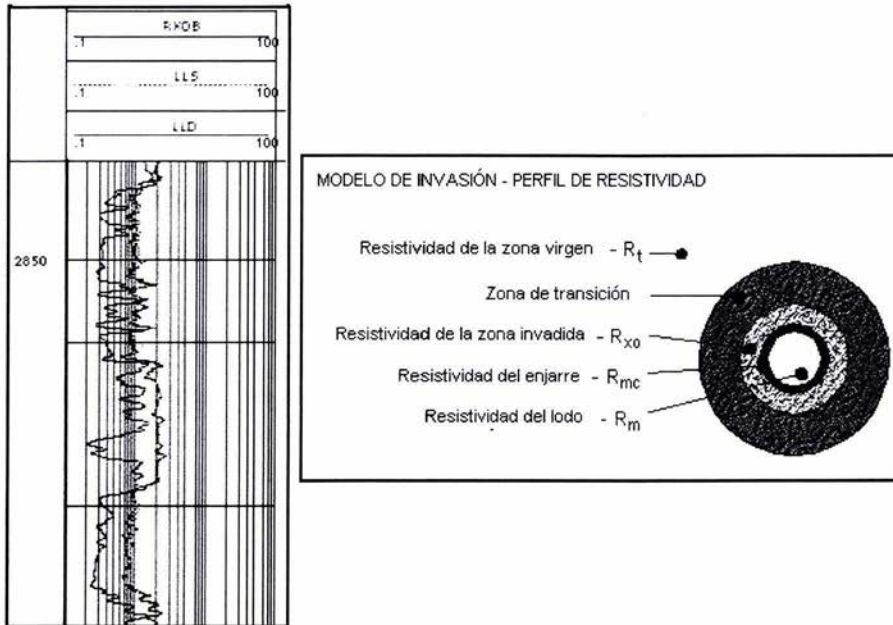 RXOB
.1 100
LLS
.1 100
LLD
.1 100
2850
MODELO DE INVASIÓN - PERFIL DE RESISTIVIDAD
Resistividad de la zona virgen - Rt
Zona de transición
Resistividad de la zona invadida - Rxo
Resistividad del enjarre - Rmc
Resistividad del lodo - Rm